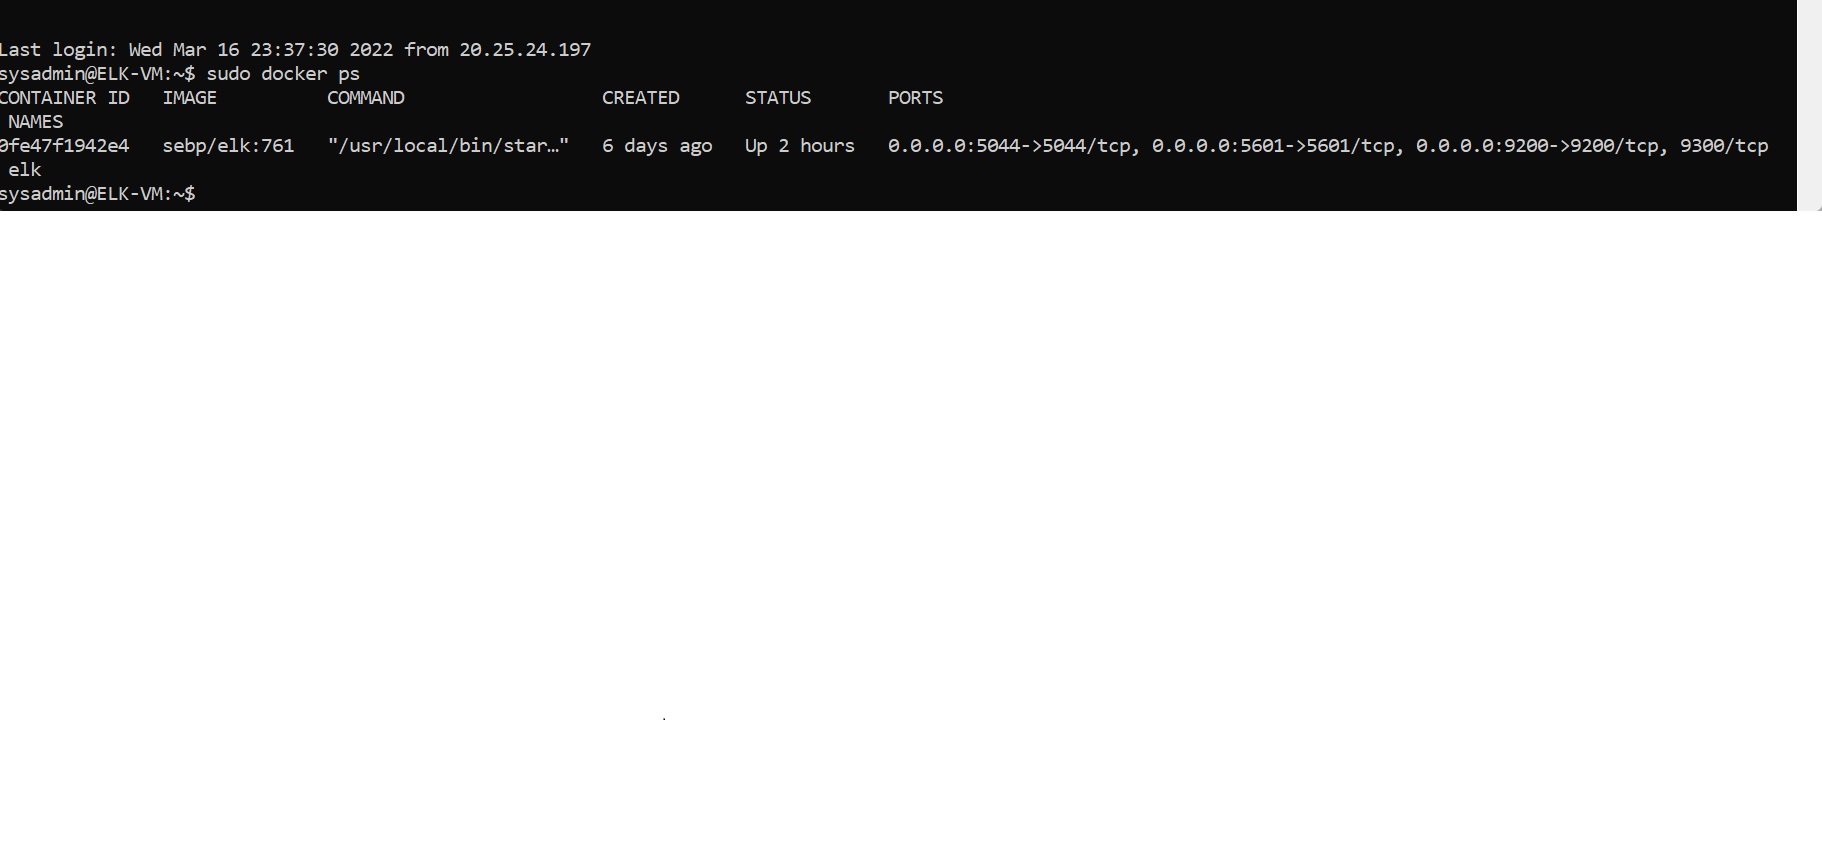 Last login: Wed Mar 16 23:37:30 2022 from 20.25.24.197
sysadmin@ELK-VM:~$ sudo docker ps
CONTAINER ID   IMAGE          COMMAND                  CREATED      STATUS       PORTS
 NAMES
0fe47f1942e4   sebp/elk:761   "/usr/local/bin/star…"   6 days ago   Up 2 hours   0.0.0.0:5044->5044/tcp, 0.0.0.0:5601->5601/tcp, 0.0.0.0:9200->9200/tcp, 9300/tcp
 elk
sysadmin@ELK-VM:~$